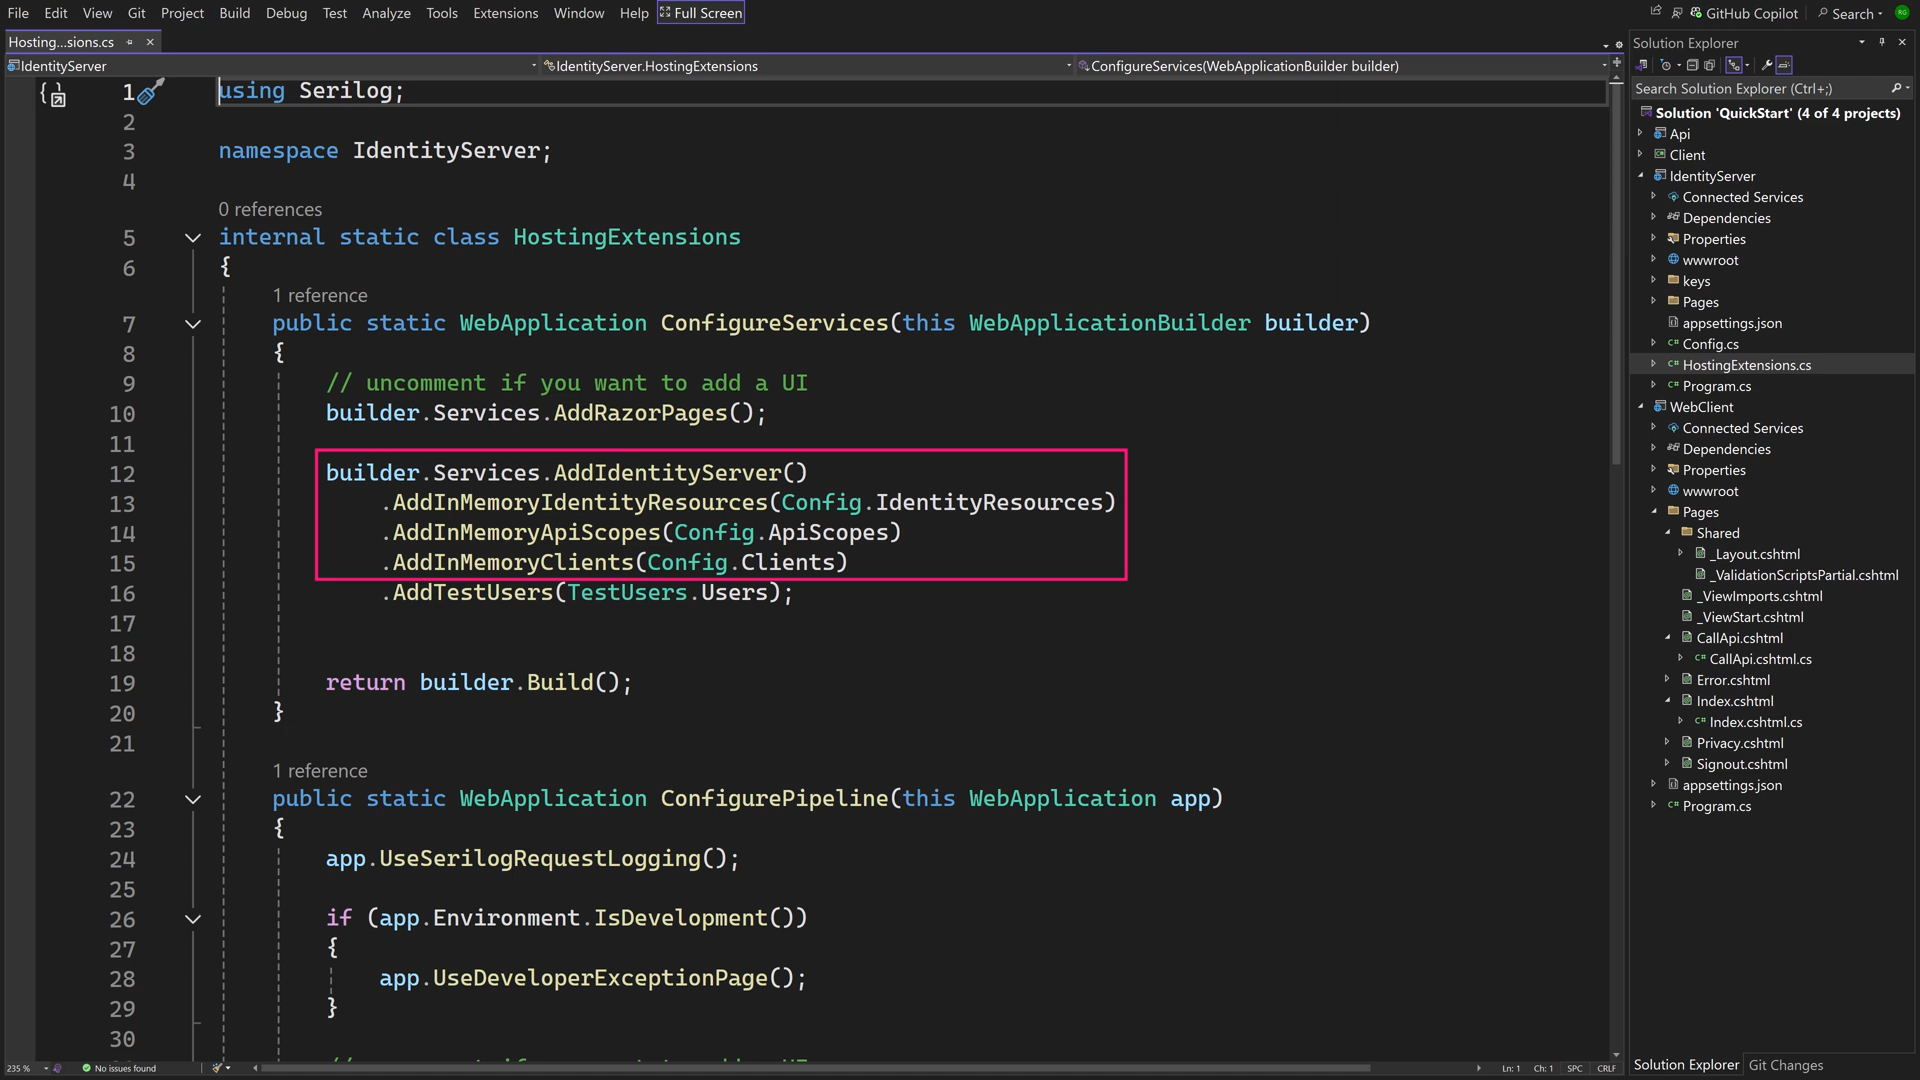 File Edit View Git Project Build Debug Test Analyze Tools Extensions Window Help Full Screen GitHub Copilot Search RG
Hosting...sions.cs
IdentityServer IdentityServer.HostingExtensions ConfigureServices(WebApplicationBuilder builder)
1 using Serilog;
2
3 namespace IdentityServer;
4
0 references
5 internal static class HostingExtensions
6 {
1 reference
7 public static WebApplication ConfigureServices(this WebApplicationBuilder builder)
8 {
9 // uncomment if you want to add a UI
10 builder.Services.AddRazorPages();
11
12 builder.Services.AddIdentityServer()
13 .AddInMemoryIdentityResources(Config.IdentityResources)
14 .AddInMemoryApiScopes(Config.ApiScopes)
15 .AddInMemoryClients(Config.Clients)
16 .AddTestUsers(TestUsers.Users);
17
18
19 return builder.Build();
20 }
21
1 reference
22 public static WebApplication ConfigurePipeline(this WebApplication app)
23 {
24 app.UseSerilogRequestLogging();
25
26 if (app.Environment.IsDevelopment())
27 {
28 app.UseDeveloperExceptionPage();
29 }
30
235 % No issues found Ln: 1 Ch: 1 SPC CRLF
Solution Explorer
Search Solution Explorer (Ctrl+;)
Solution 'QuickStart' (4 of 4 projects)
Api
Client
IdentityServer
Connected Services
Dependencies
Properties
wwwroot
keys
Pages
appsettings.json
Config.cs
HostingExtensions.cs
Program.cs
WebClient
Connected Services
Dependencies
Properties
wwwroot
Pages
Shared
_Layout.cshtml
_ValidationScriptsPartial.cshtml
_ViewImports.cshtml
_ViewStart.cshtml
CallApi.cshtml
CallApi.cshtml.cs
Error.cshtml
Index.cshtml
Index.cshtml.cs
Privacy.cshtml
Signout.cshtml
appsettings.json
Program.cs
Solution Explorer Git Changes